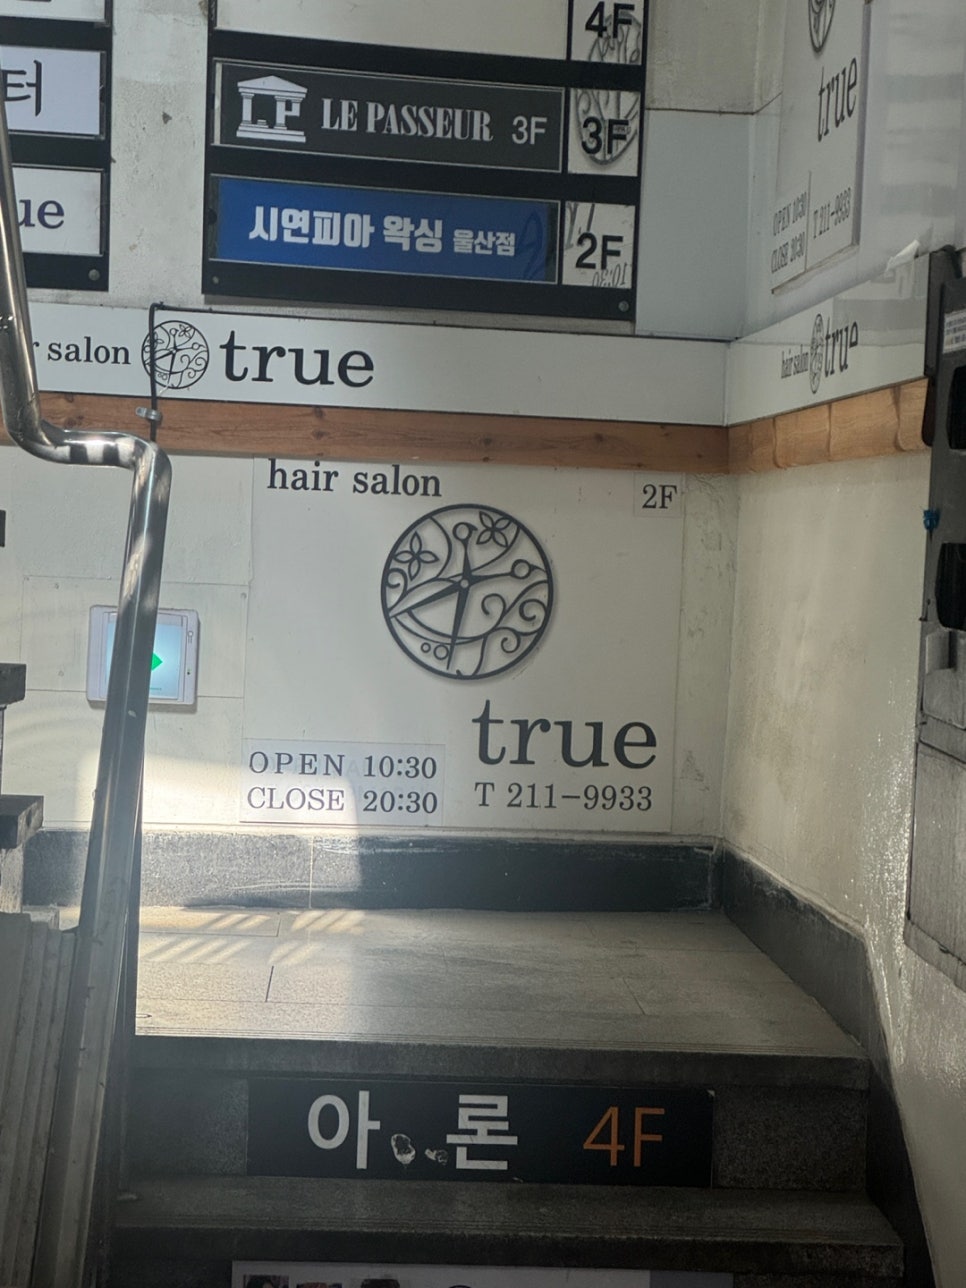 4F
터
LE PASSEUR 3F
3F
ue
시연피아 왁싱 울산점
2F
true
OPEN 10:30
CLOSE 20:30
T 211-9933
r salon true
hair salon true
hair salon
2F
true
OPEN 10:30
CLOSE 20:30
T 211-9933
아 론 4F